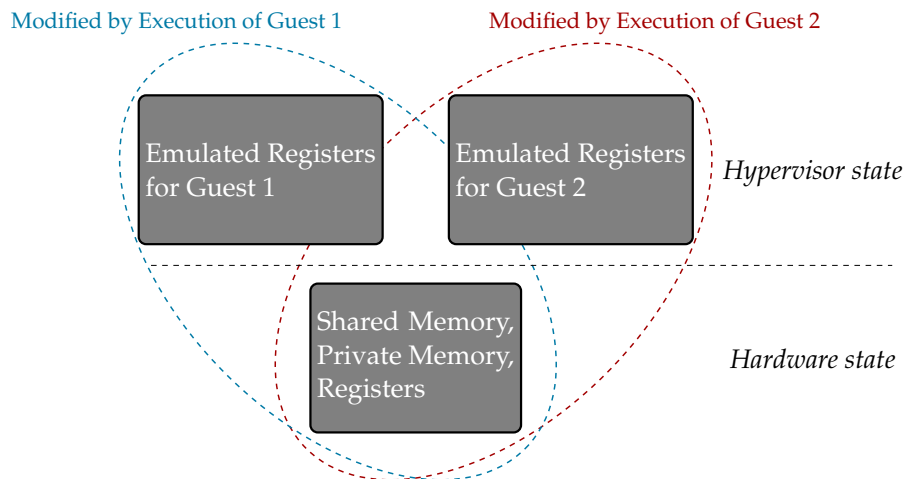 Modified by Execution of Guest 1
Modified by Execution of Guest 2
Emulated Registers
for Guest 1
Emulated Registers
for Guest 2
Hypervisor state
Shared Memory,
Private Memory,
Registers
Hardware state